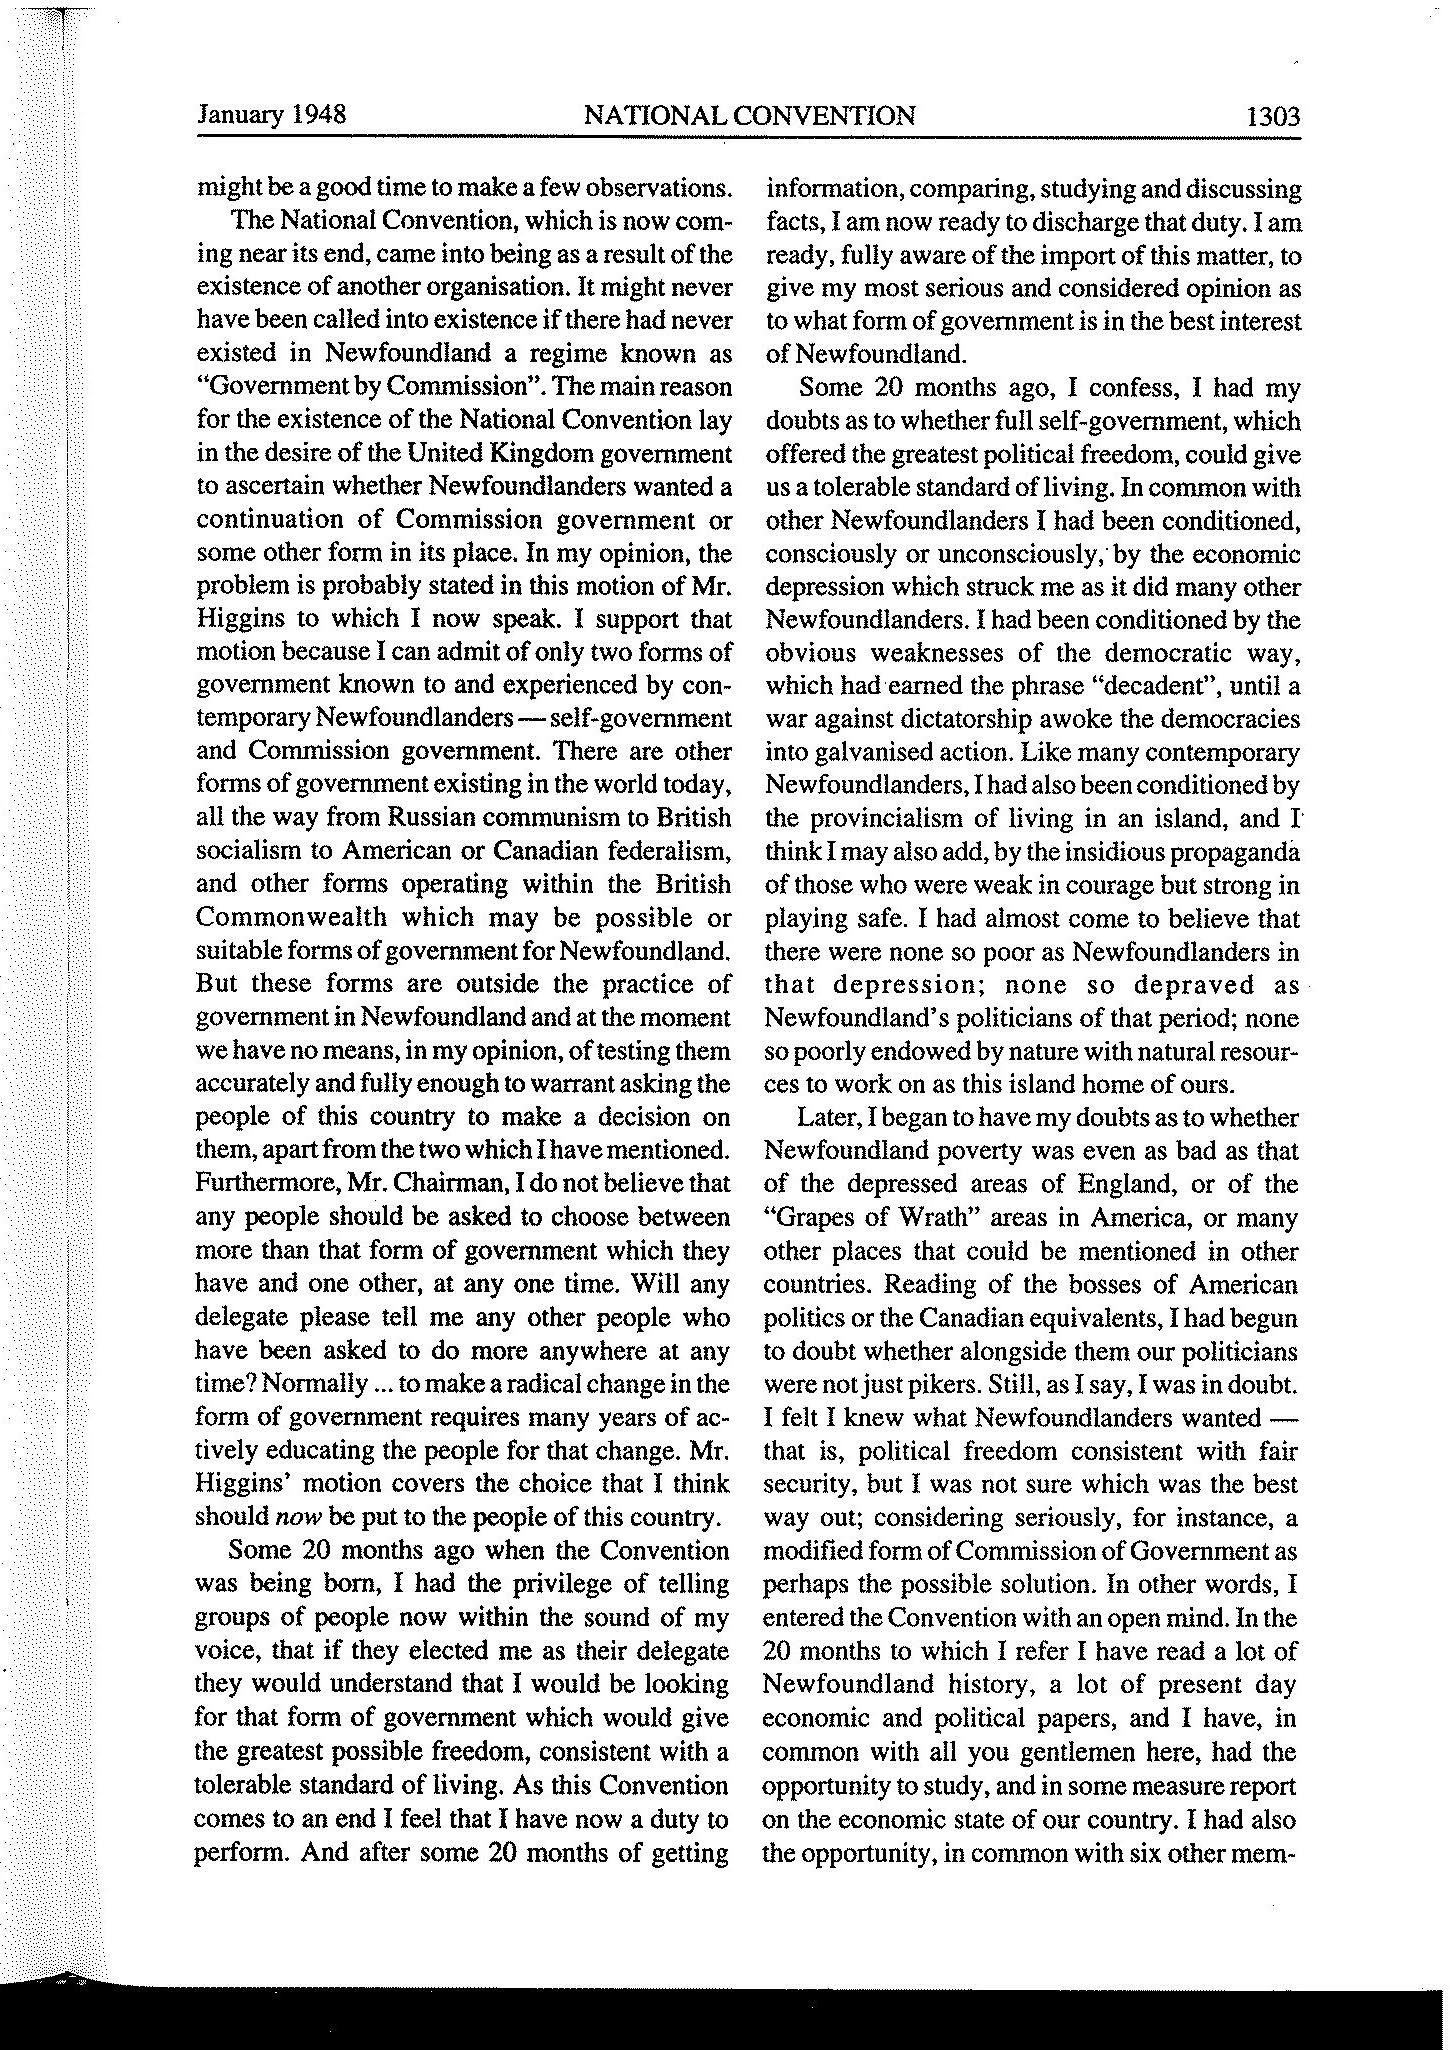 January 1948 NATIONAL CONVENTION 1303
might be a good time to make a few observations.
The National Convention, which is now com-
ing near its end, came into being as a result of the
existence of another organisation. It might never
have been called into existence if there had never
existed in Newfoundland a regime known as
“Government by Commission”. The main reason
for the existence of the National Convention lay
in the desire of the United Kingdom government
to ascertain whether Newfoundlanders wanted a
continuation of Commission government or
some other form in its place. In my opinion, the
problem is probably stated in this motion of Mr.
Higgins to which I now speak. I support that
motion because I can admit of only two forms of
government known to and experienced by con-
temporary Newfoundlanders — self-government
and Commission government. There are other
forms of government existing in the world today,
all the way from Russian communism to British
socialism to American or Canadian federalism,
and other forms operating within the British
Commonwealth which may be possible or
suitable forms of government for Newfoundland.
But these forms are outside the practice of
government in Newfoundland and at the moment
we have no means, in my opinion, of testing them
accurately and fully enough to warrant asking the
people of this country to make a decision on
them, apart from the two which I have mentioned.
Furthermore, Mr. Chairman, I do not believe that
any people should be asked to choose between
more than that form of government which they
have and one other, at any one time. Will any
delegate please tell me any other people who
have been asked to do more anywhere at any
time? Normally ... to make a radical change in the
form of government requires many years of ac-
tively educating the people for that change. Mr.
Higgins’ motion covers the choice that I think
should now be put to the people of this country.
Some 20 months ago when the Convention
was being born, I had the privilege of telling
groups of people now within the sound of my
voice, that if they elected me as their delegate
they would understand that I would be looking
for that form of government which would give
the greatest possible freedom, consistent with a
tolerable standard of living. As this Convention
comes to an end I feel that I have now a duty to
perform. And after some 20 months of getting
information, comparing, studying and discussing
facts, I am now ready to discharge that duty. I am
ready, fully aware of the import of this matter, to
give my most serious and considered opinion as
to what form of government is in the best interest
of Newfoundland.
Some 20 months ago, I confess, I had my
doubts as to whether full self-government, which
offered the greatest political freedom, could give
us a tolerable standard of living. In common with
other Newfoundlanders I had been conditioned,
consciously or unconsciously, by the economic
depression which struck me as it did many other
Newfoundlanders. I had been conditioned by the
obvious weaknesses of the democratic way,
which had earned the phrase “decadent”, until a
war against dictatorship awoke the democracies
into galvanised action. Like many contemporary
Newfoundlanders, I had also been conditioned by
the provincialism of living in an island, and I
think I may also add, by the insidious propaganda
of those who were weak in courage but strong in
playing safe. I had almost come to believe that
there were none so poor as Newfoundlanders in
that depression; none so depraved as
Newfoundland’s politicians of that period; none
so poorly endowed by nature with natural resour-
ces to work on as this island home of ours.
Later, I began to have my doubts as to whether
Newfoundland poverty was even as bad as that
of the depressed areas of England, or of the
“Grapes of Wrath” areas in America, or many
other places that could be mentioned in other
countries. Reading of the bosses of American
politics or the Canadian equivalents, I had begun
to doubt whether alongside them our politicians
were not just pikers. Still, as I say, I was in doubt.
I felt I knew what Newfoundlanders wanted —
that is, political freedom consistent with fair
security, but I was not sure which was the best
way out; considering seriously, for instance, a
modified form of Commission of Government as
perhaps the possible solution. In other words, I
entered the Convention with an open mind. In the
20 months to which I refer I have read a lot of
Newfoundland history, a lot of present day
economic and political papers, and I have, in
common with all you gentlemen here, had the
opportunity to study, and in some measure report
on the economic state of our country. I had also
the opportunity, in common with six other mem-